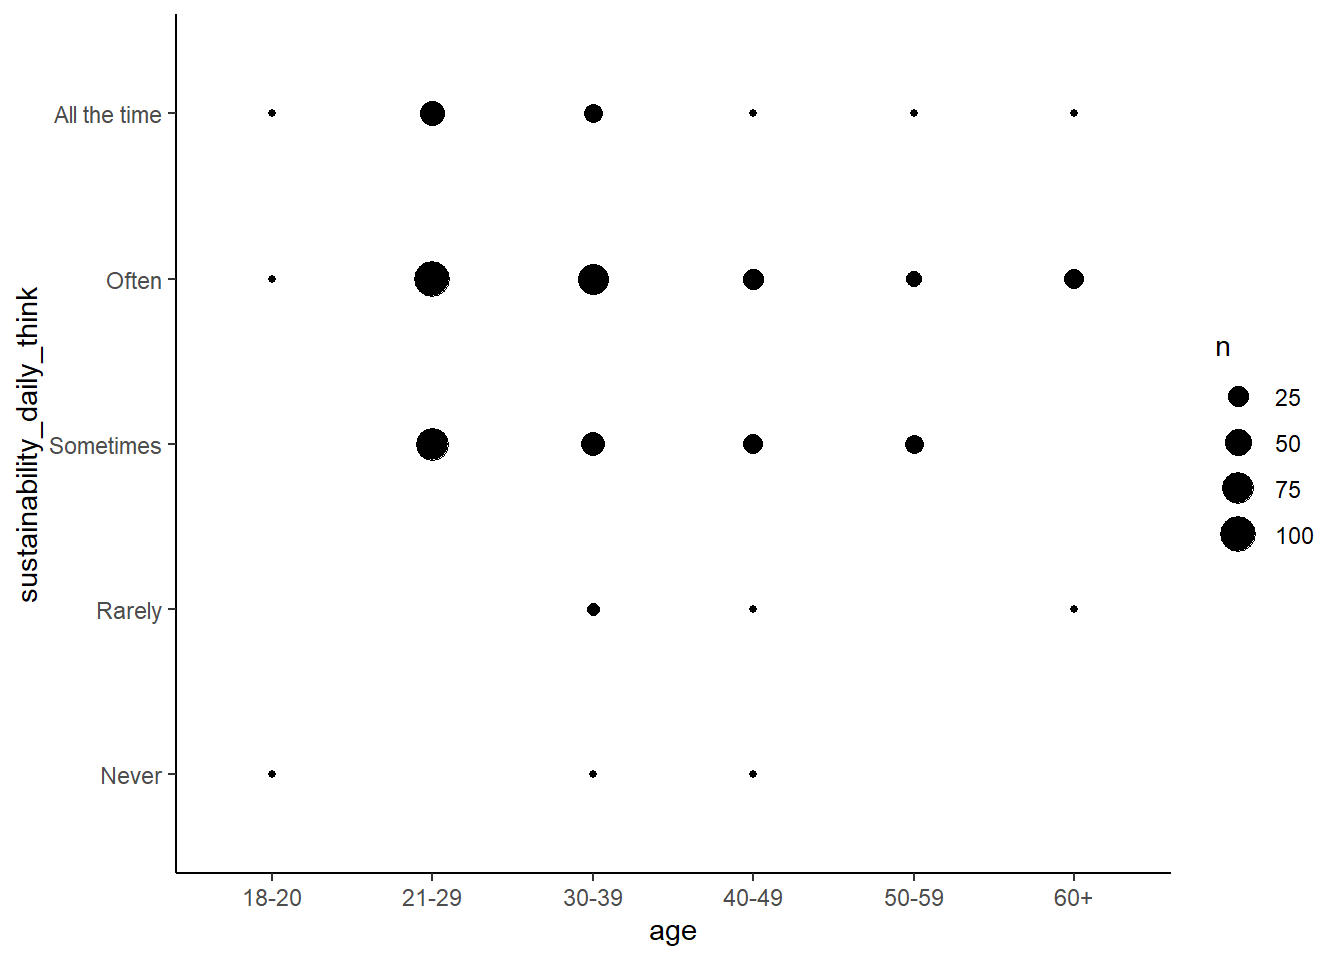 sustainability_daily_think
All the time
Often
Sometimes
Rarely
Never
18-20
21-29
30-39
40-49
50-59
60+
age
n
25
50
75
100